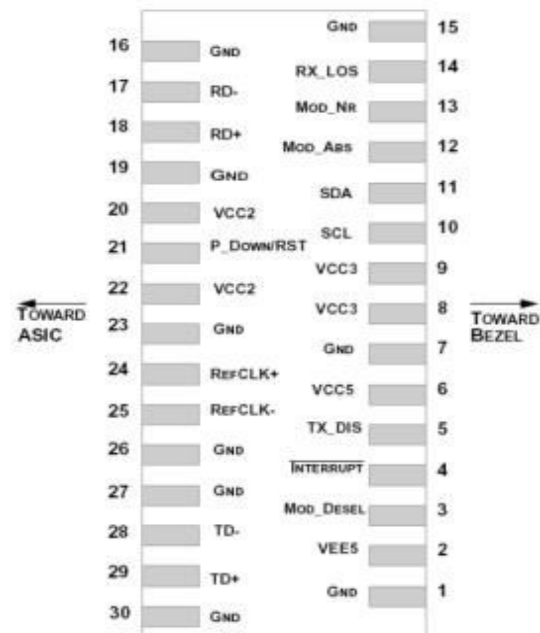 GND 15
16 GND
RX_LOS 14
17 RD-
MOD_NR 13
18 RD+
MOD_ABS 12
19 GND
SDA 11
20 VCC2
SCL 10
21 P_DOWN/RST
VCC3 9
22 VCC2
VCC3 8
TOWARD ASIC
TOWARD BEZEL
23 GND
GND 7
24 REFCLK+
VCC5 6
25 REFCLK-
TX_DIS 5
26 GND
INTERRUPT 4
27 GND
MOD_DESEL 3
28 TD-
VEE5 2
29 TD+
GND 1
30 GND